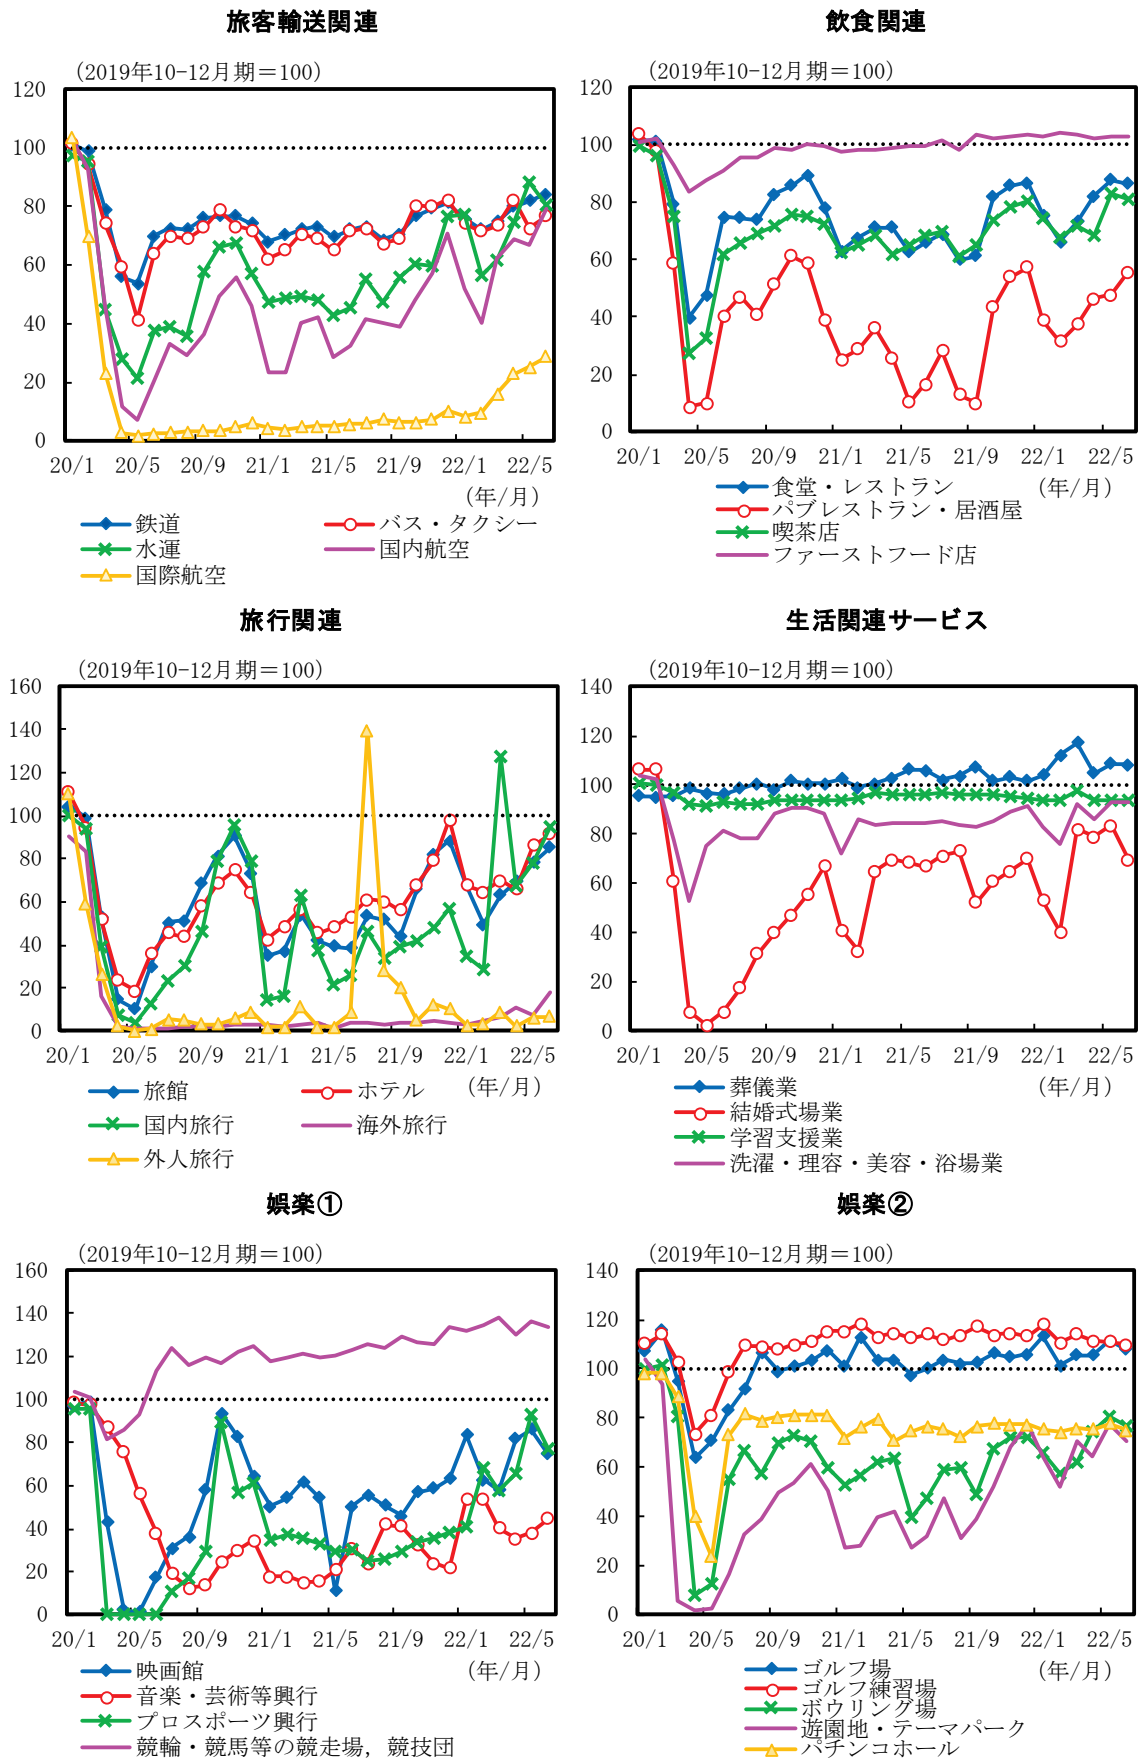 旅客輸送関連
(2019年10-12月期＝100)
120
100
80
60
40
20
0
20/1 20/5 20/9 21/1 21/5 21/9 22/1 22/5
(年/月)
鉄道 バス・タクシー
水運 国内航空
国際航空
飲食関連
(2019年10-12月期＝100)
120
100
80
60
40
20
0
20/1 20/5 20/9 21/1 21/5 21/9 22/1 22/5
(年/月)
食堂・レストラン
パブレストラン・居酒屋
喫茶店
ファーストフード店
旅行関連
(2019年10-12月期＝100)
160
140
120
100
80
60
40
20
0
20/1 20/5 20/9 21/1 21/5 21/9 22/1 22/5
(年/月)
旅館 ホテル
国内旅行 海外旅行
外人旅行
生活関連サービス
(2019年10-12月期＝100)
140
120
100
80
60
40
20
0
20/1 20/5 20/9 21/1 21/5 21/9 22/1 22/5
(年/月)
葬儀業
結婚式場業
学習支援業
洗濯・理容・美容・浴場業
娯楽①
(2019年10-12月期＝100)
160
140
120
100
80
60
40
20
0
20/1 20/5 20/9 21/1 21/5 21/9 22/1 22/5
(年/月)
映画館
音楽・芸術等興行
プロスポーツ興行
競輪・競馬等の競走場，競技団
娯楽②
(2019年10-12月期＝100)
140
120
100
80
60
40
20
0
20/1 20/5 20/9 21/1 21/5 21/9 22/1 22/5
(年/月)
ゴルフ場
ゴルフ練習場
ボウリング場
遊園地・テーマパーク
パチンコホール